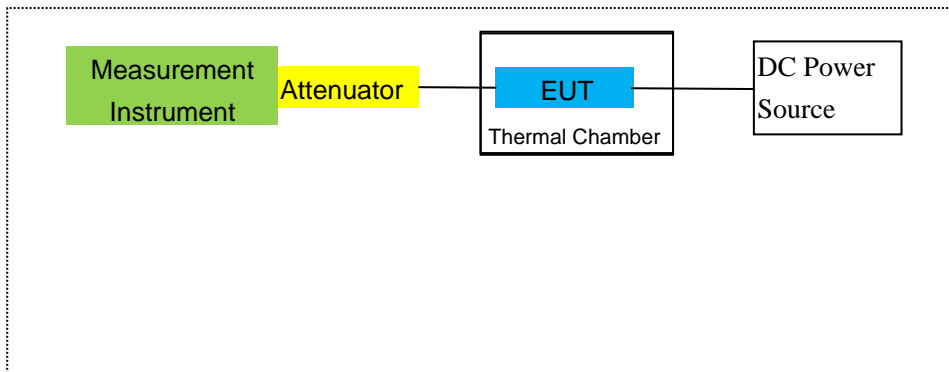 Measurement
Instrument
Attenuator
EUT
Thermal Chamber
DC Power
Source